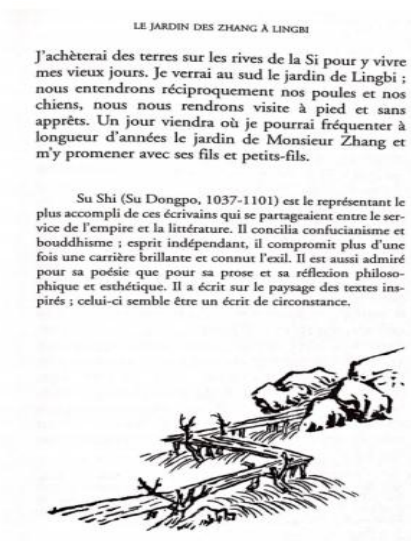 LE JARDIN DES ZHANG À LINGBI
J'achèterai des terres sur les rives de la Si pour y vivre
mes vieux jours. Je verrai au sud le jardin de Lingbi ;
nous entendrons réciproquement nos poules et nos
chiens, nous nous rendrons visite à pied et sans
apprêts. Un jour viendra où je pourrai fréquenter à
longueur d'années le jardin de Monsieur Zhang et
m'y promener avec ses fils et petits-fils.
Su Shi (Su Dongpo, 1037-1101) est le représentant le
plus accompli de ces écrivains qui se partageaient entre le ser-
vice de l'empire et la littérature. Il concilia confucianisme et
bouddhisme ; esprit indépendant, il compromit plus d'une
fois une carrière brillante et connut l'exil. Il est aussi admiré
pour sa poésie que pour sa prose et sa réflexion philoso-
phique et esthétique. Il a écrit sur le paysage des textes ins-
pirés ; celui-ci semble être un écrit de circonstance.